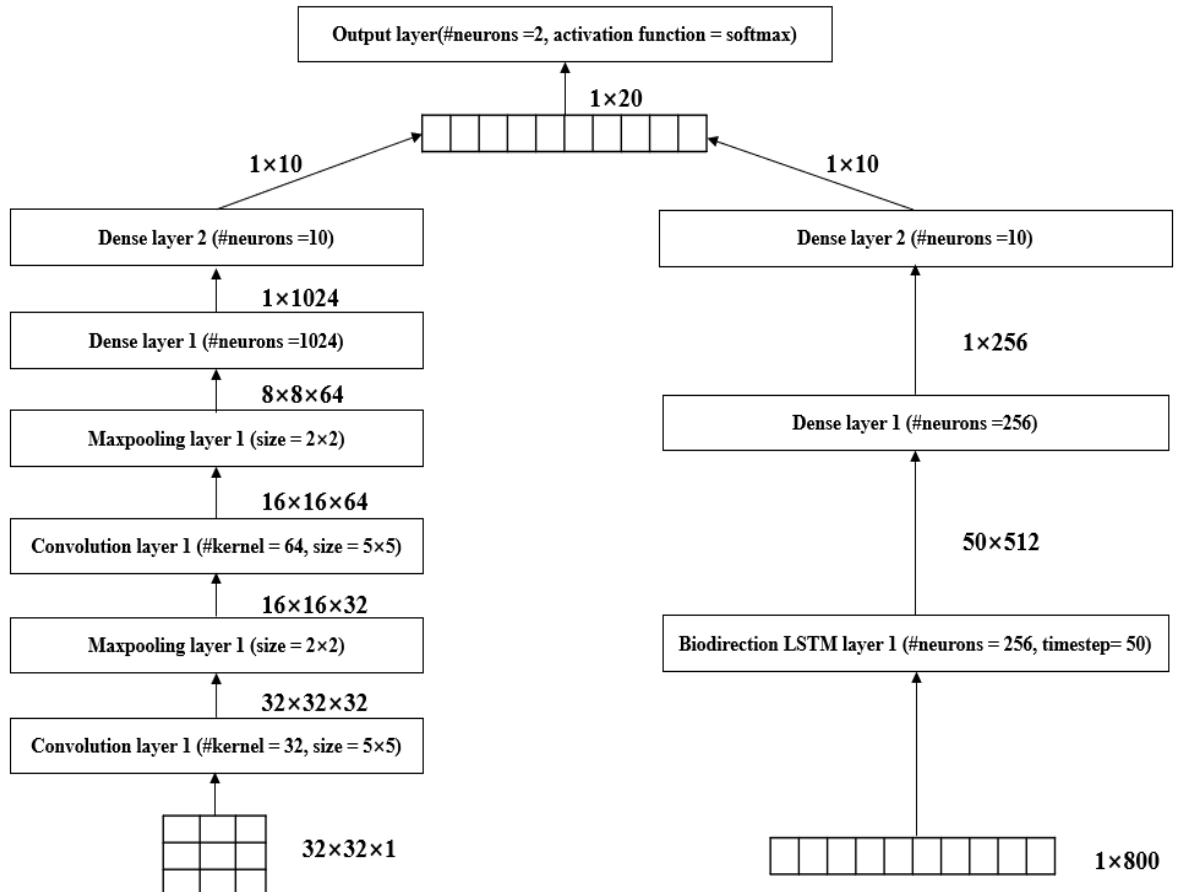 Output layer(#neurons =2, activation function = softmax)
1×20
1×10
1×10
Dense layer 2 (#neurons =10)
Dense layer 2 (#neurons =10)
1×1024
Dense layer 1 (#neurons =1024)
1×256
8×8×64
Maxpooling layer 1 (size = 2×2)
Dense layer 1 (#neurons =256)
16×16×64
Convolution layer 1 (#kernel = 64, size = 5×5)
50×512
16×16×32
Maxpooling layer 1 (size = 2×2)
Biodirection LSTM layer 1 (#neurons = 256, timestep= 50)
32×32×32
Convolution layer 1 (#kernel = 32, size = 5×5)
32×32×1
1×800